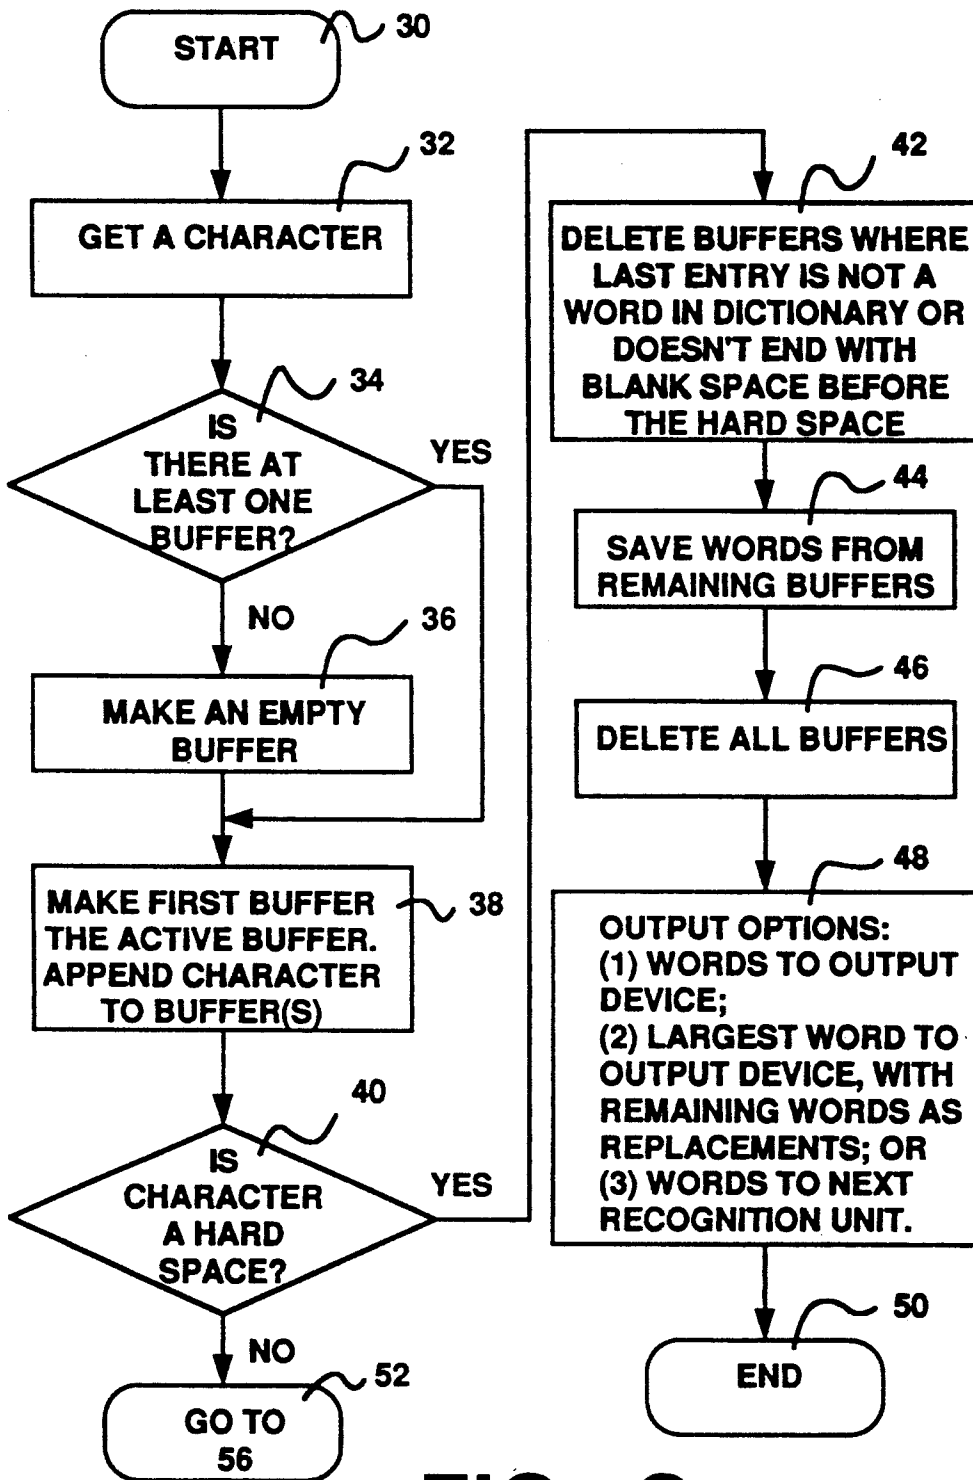 START
30
32
GET A CHARACTER
34
IS
THERE AT
LEAST ONE
BUFFER?
YES
NO
36
MAKE AN EMPTY
BUFFER
MAKE FIRST BUFFER
THE ACTIVE BUFFER.
APPEND CHARACTER
TO BUFFER(S)
38
40
IS
CHARACTER
A HARD
SPACE?
YES
NO
52
GO TO
56
42
DELETE BUFFERS WHERE
LAST ENTRY IS NOT A
WORD IN DICTIONARY OR
DOESN'T END WITH
BLANK SPACE BEFORE
THE HARD SPACE
44
SAVE WORDS FROM
REMAINING BUFFERS
46
DELETE ALL BUFFERS
48
OUTPUT OPTIONS:
(1) WORDS TO OUTPUT
DEVICE;
(2) LARGEST WORD TO
OUTPUT DEVICE, WITH
REMAINING WORDS AS
REPLACEMENTS; OR
(3) WORDS TO NEXT
RECOGNITION UNIT.
50
END